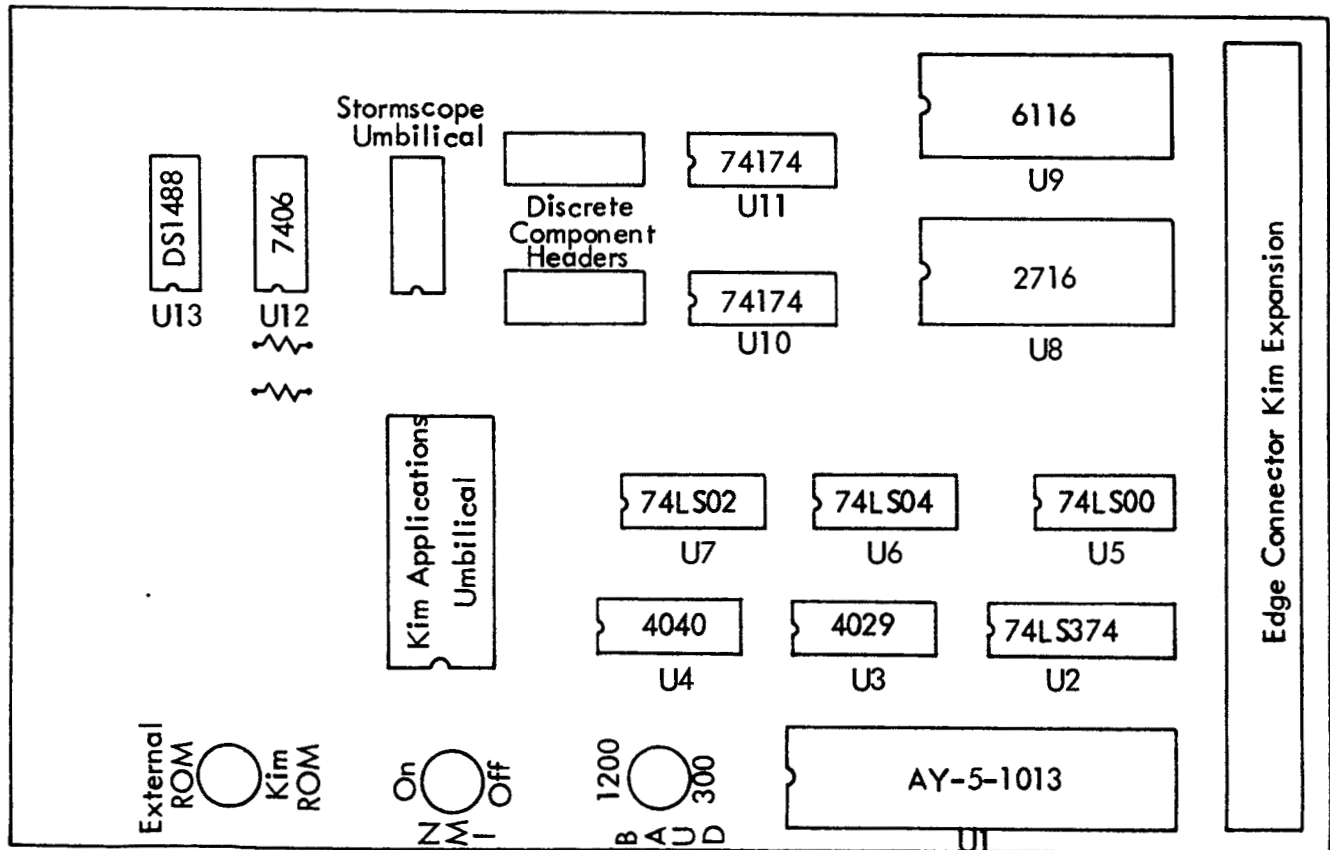 Stormscope
Umbilical
6116
U9
DS1488
U13
7406
U12
74174
U11
Discrete
Component
Headers
74174
U10
2716
U8
Edge Connector Kim Expansion
Kim Applications
Umbilical
74LS02
U7
74LS04
U6
74LS00
U5
4040
U4
4029
U3
74LS374
U2
External
ROM
Kim
ROM
On
Off
NMI
1200
300
BAUD
AY-5-1013
U1